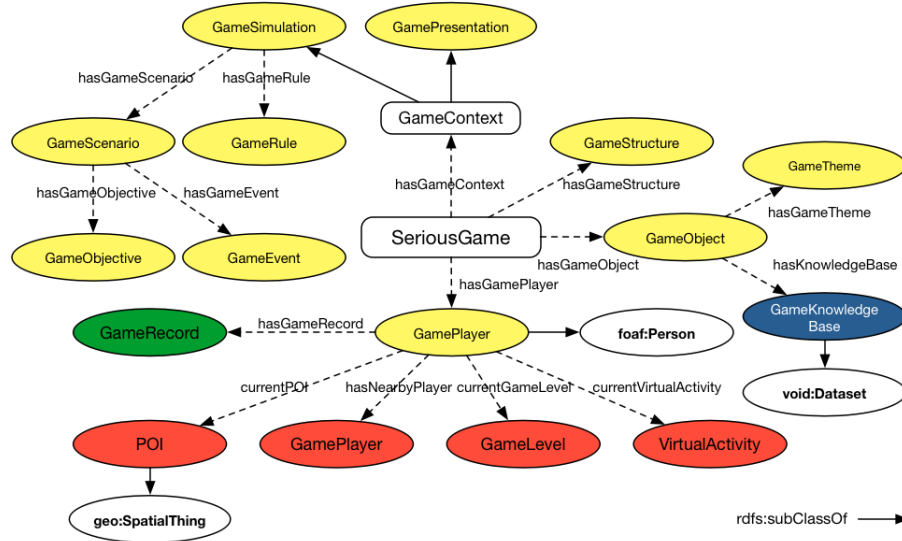 GameSimulation
GamePresentation
hasGameScenario
hasGameRule
GameContext
GameScenario
GameRule
GameStructure
GameTheme
hasGameContext
hasGameStructure
hasGameObjective
hasGameEvent
hasGameTheme
SeriousGame
GameObject
GameObjective
GameEvent
hasGameObject
hasKnowledgeBase
hasGamePlayer
GameKnowledge
Base
GameRecord
hasGameRecord
GamePlayer
foaf:Person
currentPOI
hasNearbyPlayer
currentGameLevel
currentVirtualActivity
void:Dataset
POI
GamePlayer
GameLevel
VirtualActivity
geo:SpatialThing
rdfs:subClassOf